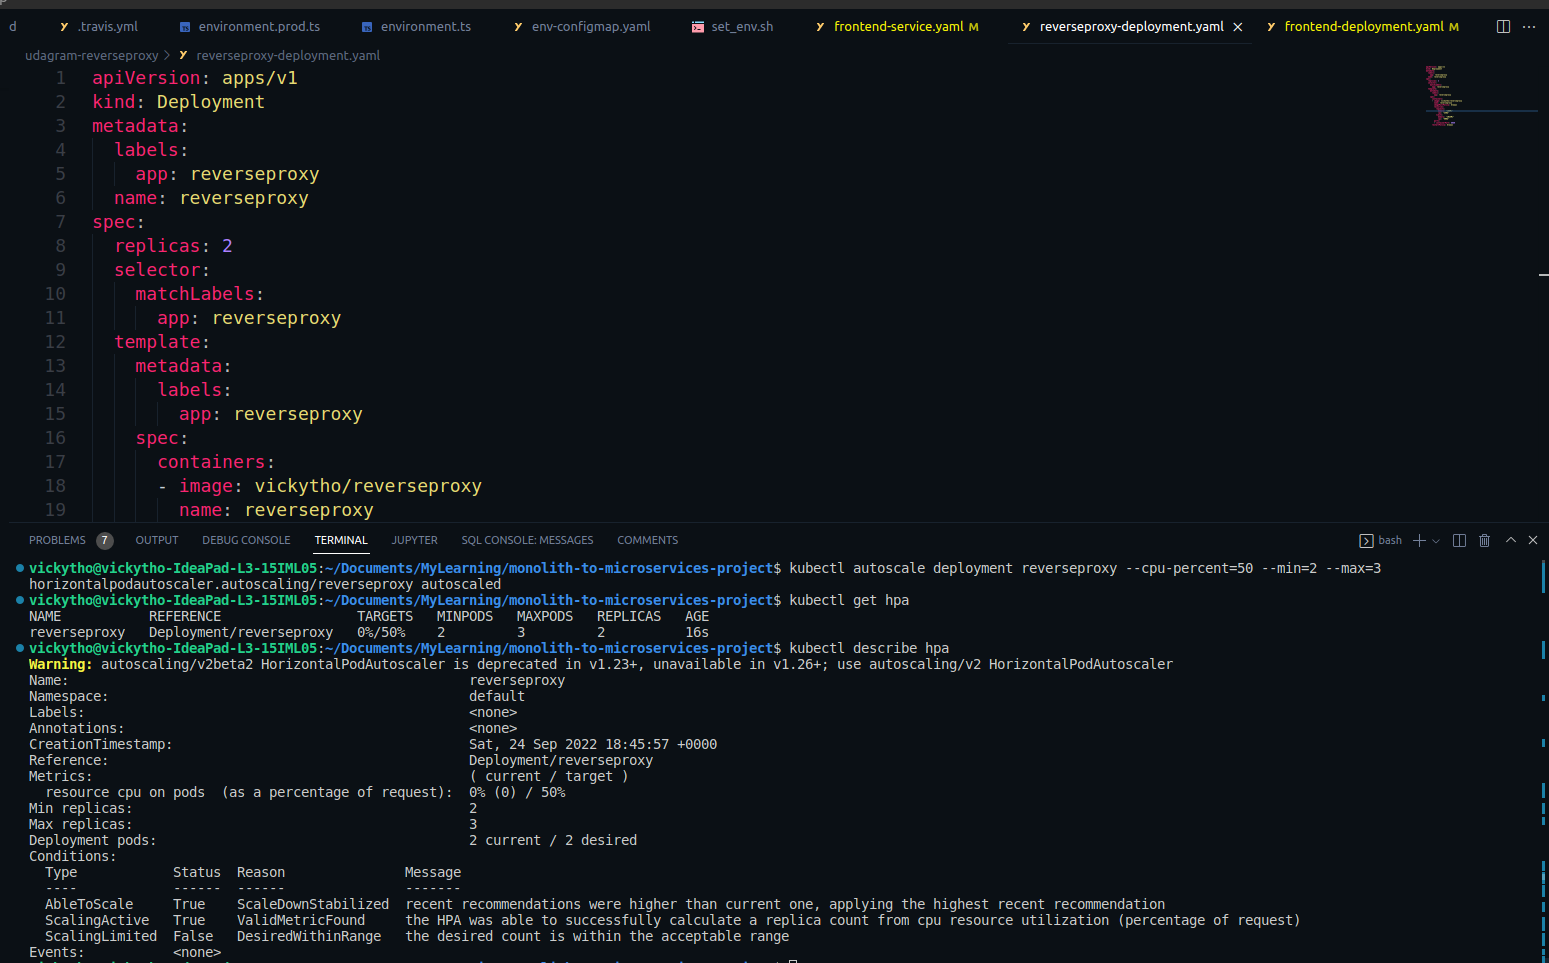 d .travis.yml environment.prod.ts environment.ts env-configmap.yaml set_env.sh frontend-service.yaml M reverseproxy-deployment.yaml frontend-deployment.yaml M
udagram-reverseproxy > reverseproxy-deployment.yaml
1 apiVersion: apps/v1
2 kind: Deployment
3 metadata:
4   labels:
5     app: reverseproxy
6   name: reverseproxy
7 spec:
8   replicas: 2
9   selector:
10     matchLabels:
11       app: reverseproxy
12   template:
13     metadata:
14       labels:
15         app: reverseproxy
16     spec:
17       containers:
18       - image: vickytho/reverseproxy
19         name: reverseproxy
PROBLEMS 7 OUTPUT DEBUG CONSOLE TERMINAL JUPYTER SQL CONSOLE: MESSAGES COMMENTS bash
vickytho@vickytho-IdeaPad-L3-15IML05:~/Documents/MyLearning/monolith-to-microservices-project$ kubectl autoscale deployment reverseproxy --cpu-percent=50 --min=2 --max=3
horizontalpodautoscaler.autoscaling/reverseproxy autoscaled
vickytho@vickytho-IdeaPad-L3-15IML05:~/Documents/MyLearning/monolith-to-microservices-project$ kubectl get hpa
NAME           REFERENCE                 TARGETS   MINPODS   MAXPODS   REPLICAS   AGE
reverseproxy   Deployment/reverseproxy   0%/50%    2         3         2          16s
vickytho@vickytho-IdeaPad-L3-15IML05:~/Documents/MyLearning/monolith-to-microservices-project$ kubectl describe hpa
Warning: autoscaling/v2beta2 HorizontalPodAutoscaler is deprecated in v1.23+, unavailable in v1.26+; use autoscaling/v2 HorizontalPodAutoscaler
Name:                                                  reverseproxy
Namespace:                                             default
Labels:                                                <none>
Annotations:                                           <none>
CreationTimestamp:                                     Sat, 24 Sep 2022 18:45:57 +0000
Reference:                                             Deployment/reverseproxy
Metrics:                                               ( current / target )
  resource cpu on pods  (as a percentage of request):  0% (0) / 50%
Min replicas:                                          2
Max replicas:                                          3
Deployment pods:                                       2 current / 2 desired
Conditions:
  Type            Status  Reason               Message
  ----            ------  ------               -------
  AbleToScale     True    ScaleDownStabilized  recent recommendations were higher than current one, applying the highest recent recommendation
  ScalingActive   True    ValidMetricFound     the HPA was able to successfully calculate a replica count from cpu resource utilization (percentage of request)
  ScalingLimited  False   DesiredWithinRange   the desired count is within the acceptable range
Events:           <none>